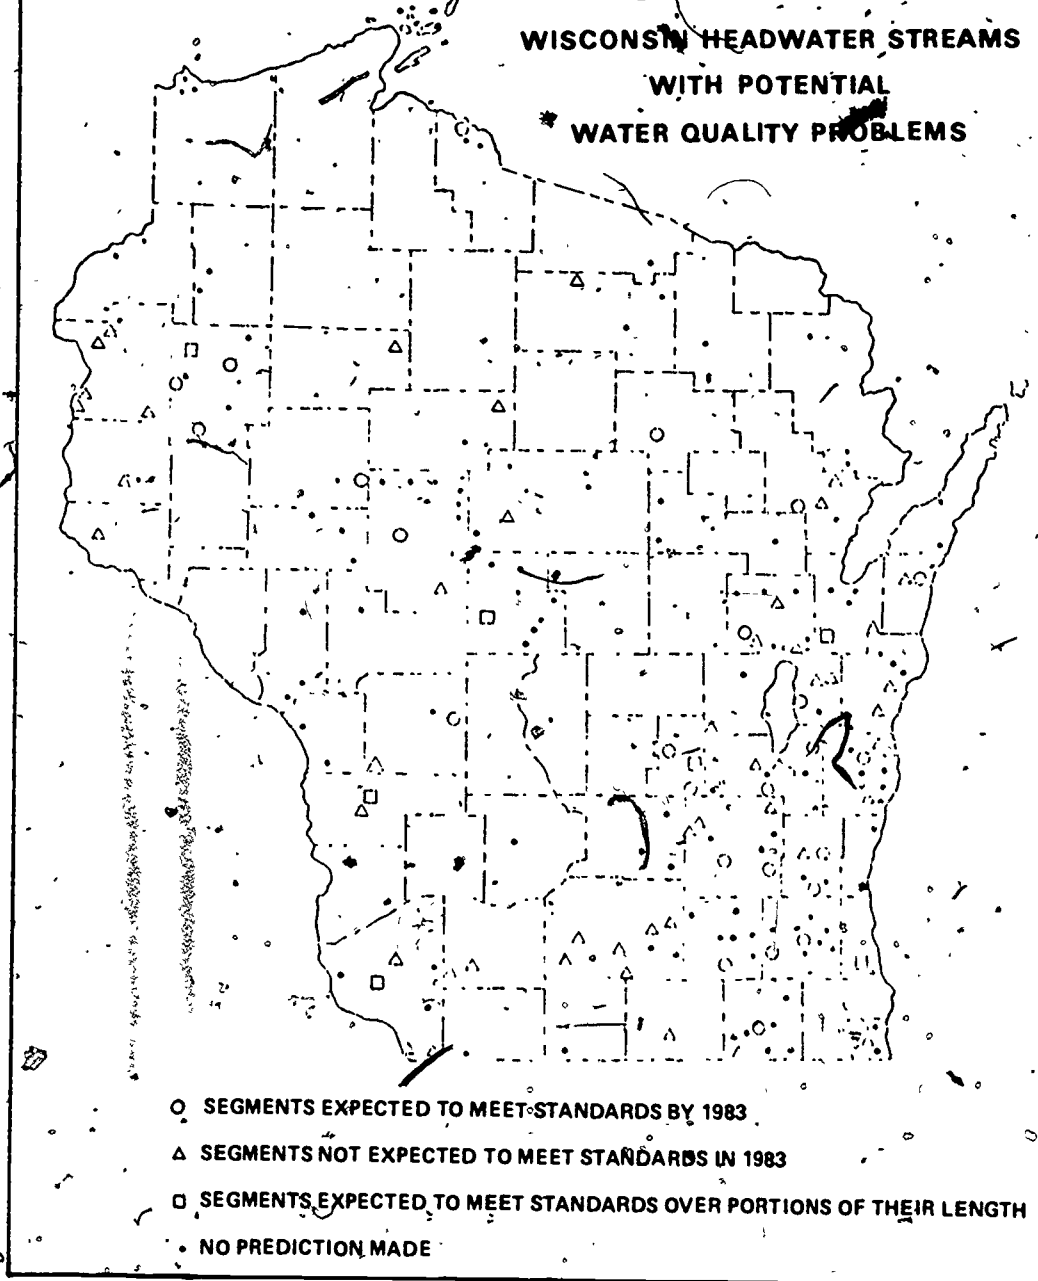 WISCONSIN HEADWATER STREAMS
WITH POTENTIAL
WATER QUALITY PROBLEMS
SEGMENTS EXPECTED TO MEET STANDARDS BY 1983
SEGMENTS NOT EXPECTED TO MEET STANDARDS IN 1983
SEGMENTS EXPECTED TO MEET STANDARDS OVER PORTIONS OF THEIR LENGTH
NO PREDICTION MADE